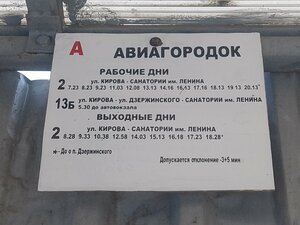 А АВИАГОРОДОК
РАБОЧИЕ ДНИ
2 ул. КИРОВА - САНАТОРИИ им. ЛЕНИНА
7.23 8.23 9.23 11.03 12.08 13.13 14.16 16.13 17.16 18.13 19.13 20.13*
13Б ул. КИРОВА - ул. ДЗЕРЖИНСКОГО - САНАТОРИИ им. ЛЕНИНА
5.30 до автовокзала
ВЫХОДНЫЕ ДНИ
2 ул. КИРОВА - САНАТОРИИ им. ЛЕНИНА
8.28 9.33 10.38 12.58 14.03 15.13 16.18 17.23 18.28*
- До о п. Дзержинского
Допускается отклонение -3+5 мин